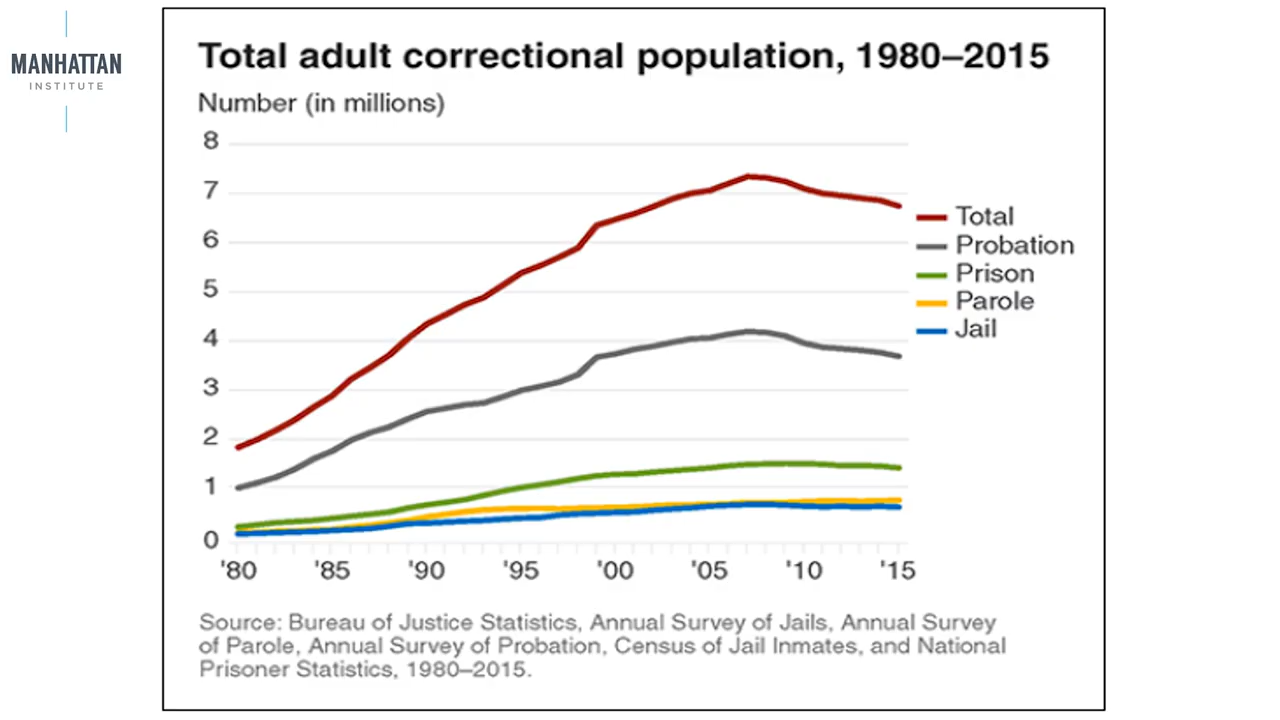 MANHATTAN
INSTITUTE
Total adult correctional population, 1980–2015
Number (in millions)
8
7
6
5
4
3
2
1
0
'80 '85 '90 '95 '00 '05 '10 '15
Total
Probation
Prison
Parole
Jail
Source: Bureau of Justice Statistics, Annual Survey of Jails, Annual Survey
of Parole, Annual Survey of Probation, Census of Jail Inmates, and National
Prisoner Statistics, 1980–2015.